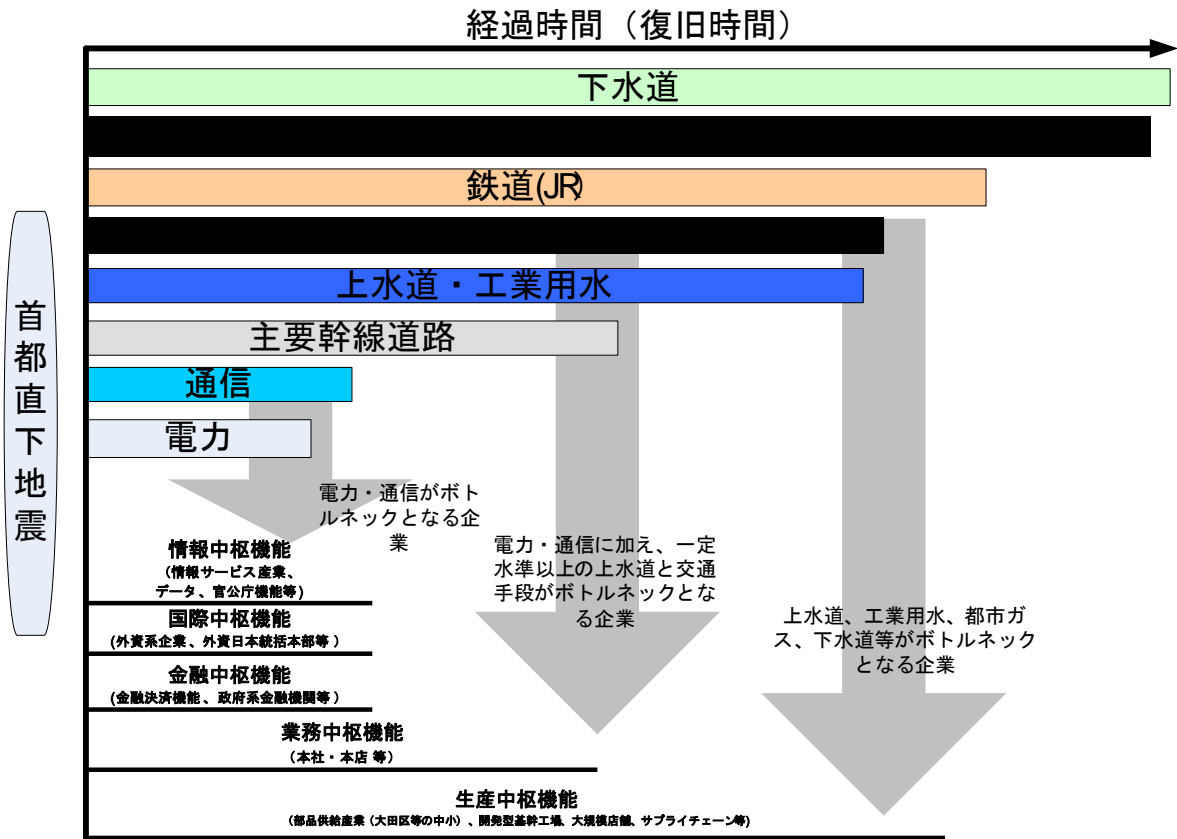 経過時間（復旧時間）
下水道
鉄道(JR)
上水道・工業用水
主要幹線道路
通信
電力
首都直下地震
電力・通信がボト
ルネックとなる企
業
電力・通信に加え、一定
水準以上の上水道と交通
手段がボトルネックとな
る企業
上水道、工業用水、都市ガ
ス、下水道等がボトルネック
となる企業
情報中枢機能
（情報サービス産業、
データ、官公庁機能等）
国際中枢機能
(外資系企業、外資日本統括本部等 ）
金融中枢機能
(金融決済機能 、政府系金融機関等 ）
業務中枢機能
（本社・本店 等）
生産中枢機能
（部品供給産業（大田区等の中小）、開発型基幹工場、大規模店舗、サプライチェーン等）